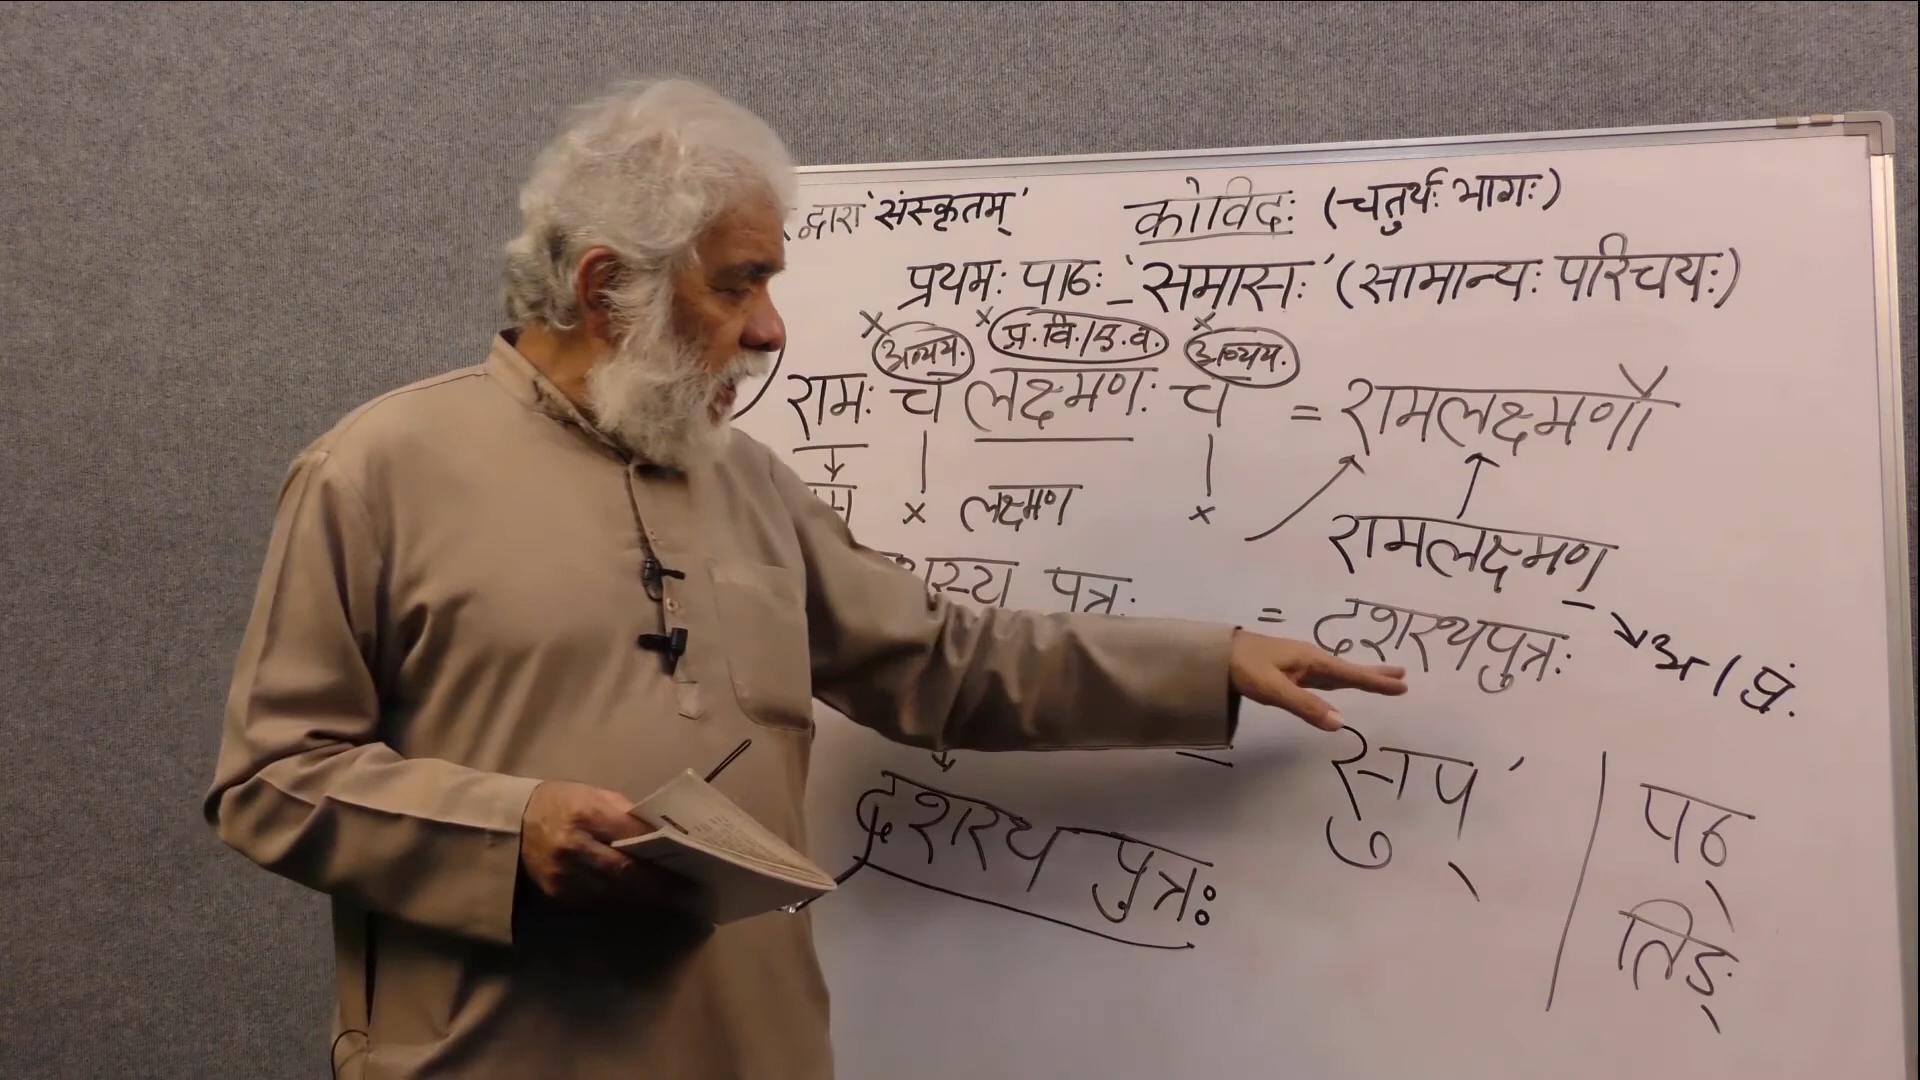 द्वारा 'संस्कृतम्' कोविदः (चतुर्थः भागः)
प्रथमः पाठः - 'समासः' (सामान्यः परिचयः)
x x x
अव्यय. प्र.वि./ए.व. अव्यय.
रामः च लक्ष्मणः च = रामलक्ष्मणौ
x लक्ष्मण x
रामलक्ष्मण
स्य पुत्रः = दशरथपुत्रः अ / पुं.
सुप् पठ्
दशरथ पुत्रः
तिङ्